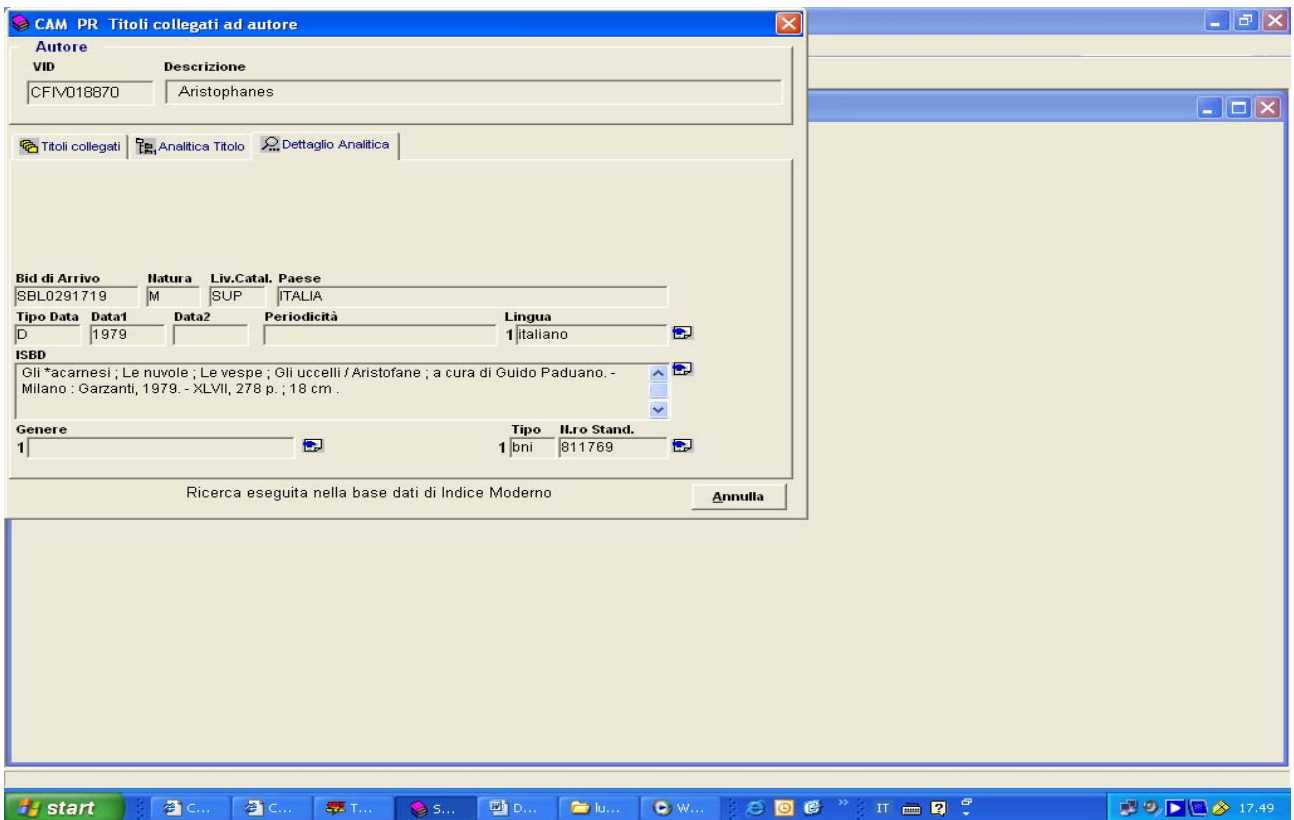 CAM PR Titoli collegati ad autore
Autore
VID Descrizione
CFIV018870 Aristophanes
Titoli collegati Analitica Titolo Dettaglio Analitica
Bid di Arrivo Natura Liv.Catal. Paese
SBL0291719 M SUP ITALIA
Tipo Data Data1 Data2 Periodicità Lingua
D 1979 1 italiano
ISBD
Gli *acarnesi ; Le nuvole ; Le vespe ; Gli uccelli / Aristofane ; a cura di Guido Paduano. -
Milano : Garzanti, 1979. - XLVII, 278 p. ; 18 cm .
Genere Tipo N.ro Stand.
1 1 bni 811769
Ricerca eseguita nella base dati di Indice Moderno Annulla
start C... C... T... S... D... lu... W... » IT 17.49